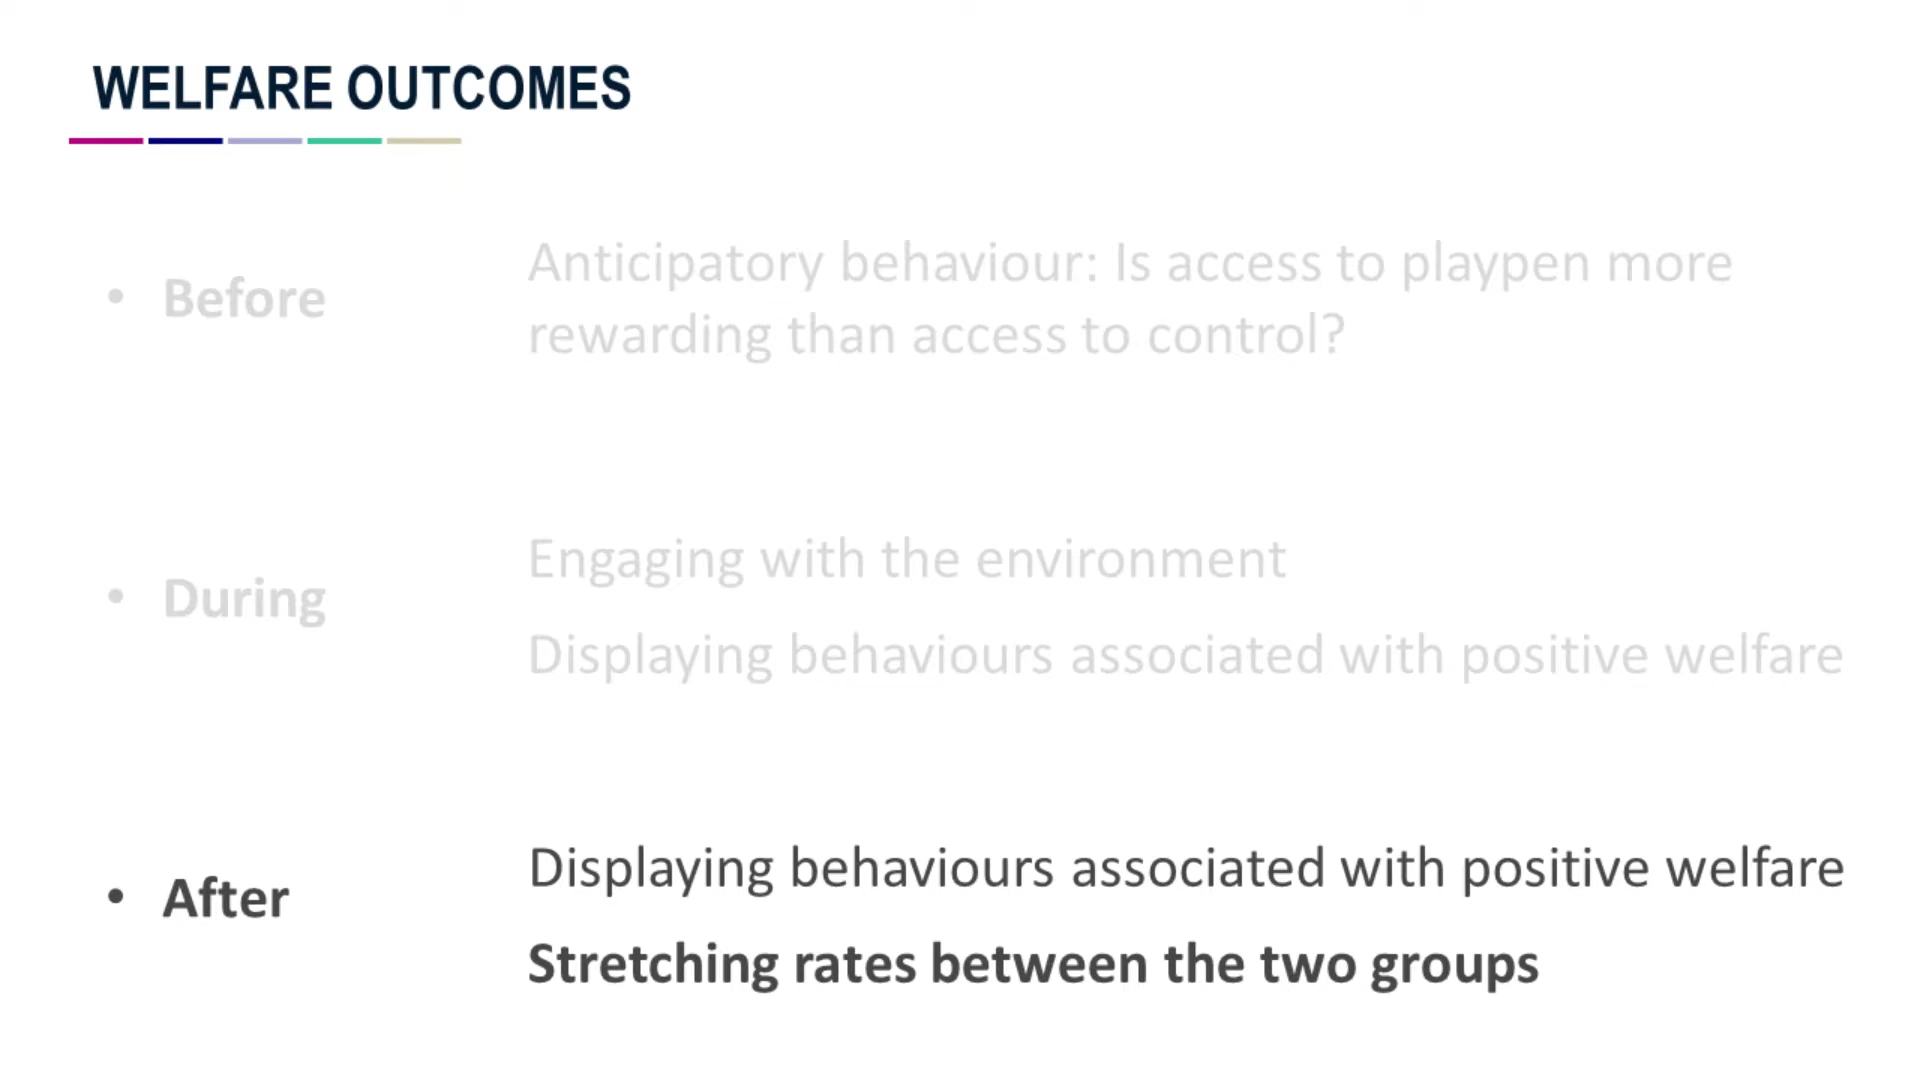 WELFARE OUTCOMES
• Before
Anticipatory behaviour: Is access to playpen more
rewarding than access to control?
• During
Engaging with the environment
Displaying behaviours associated with positive welfare
• After
Displaying behaviours associated with positive welfare
Stretching rates between the two groups